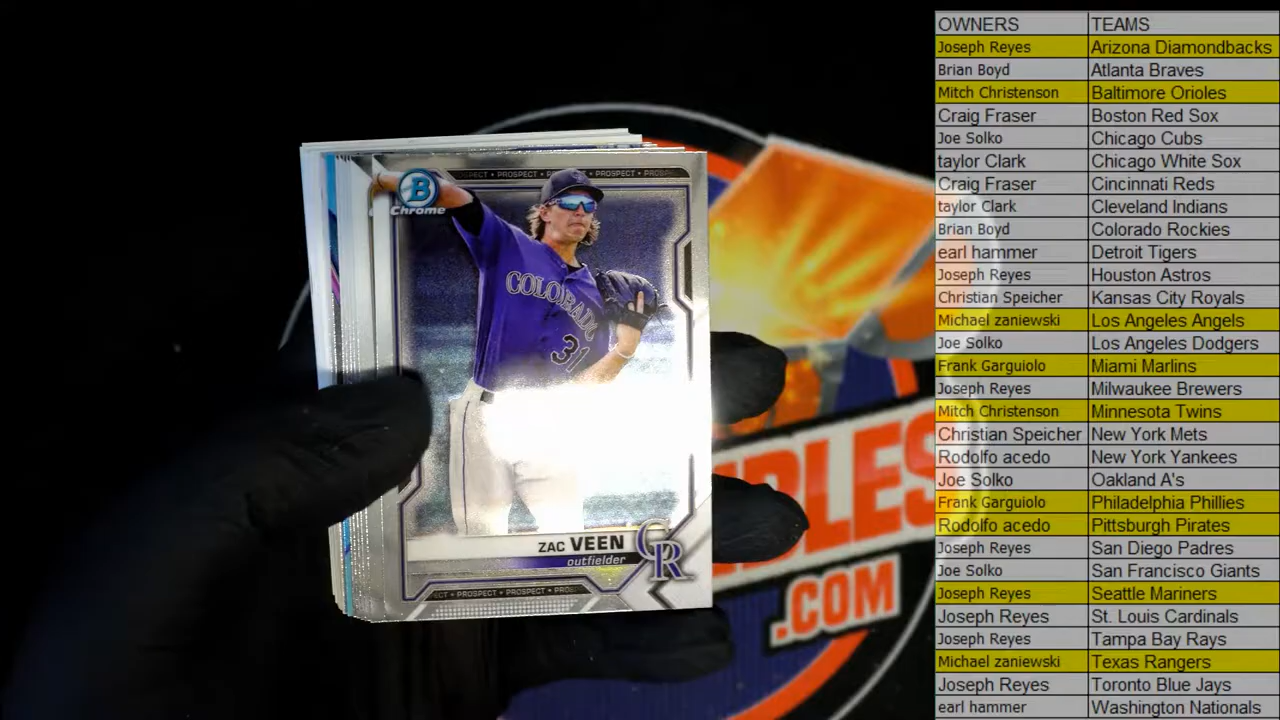 PROSPECT • PROSPECT • PROSPECT
B
Chrome
COLORADO
31
ZAC VEEN
outfielder
CR
PROSPECT • PROSPECT
.COM
OWNERS TEAMS
Joseph Reyes Arizona Diamondbacks
Brian Boyd Atlanta Braves
Mitch Christenson Baltimore Orioles
Craig Fraser Boston Red Sox
Joe Solko Chicago Cubs
taylor Clark Chicago White Sox
Craig Fraser Cincinnati Reds
taylor Clark Cleveland Indians
Brian Boyd Colorado Rockies
earl hammer Detroit Tigers
Joseph Reyes Houston Astros
Christian Speicher Kansas City Royals
Michael zaniewski Los Angeles Angels
Joe Solko Los Angeles Dodgers
Frank Garguiolo Miami Marlins
Joseph Reyes Milwaukee Brewers
Mitch Christenson Minnesota Twins
Christian Speicher New York Mets
Rodolfo acedo New York Yankees
Joe Solko Oakland A's
Frank Garguiolo Philadelphia Phillies
Rodolfo acedo Pittsburgh Pirates
Joseph Reyes San Diego Padres
Joe Solko San Francisco Giants
Joseph Reyes Seattle Mariners
Joseph Reyes St. Louis Cardinals
Joseph Reyes Tampa Bay Rays
Michael zaniewski Texas Rangers
Joseph Reyes Toronto Blue Jays
earl hammer Washington Nationals